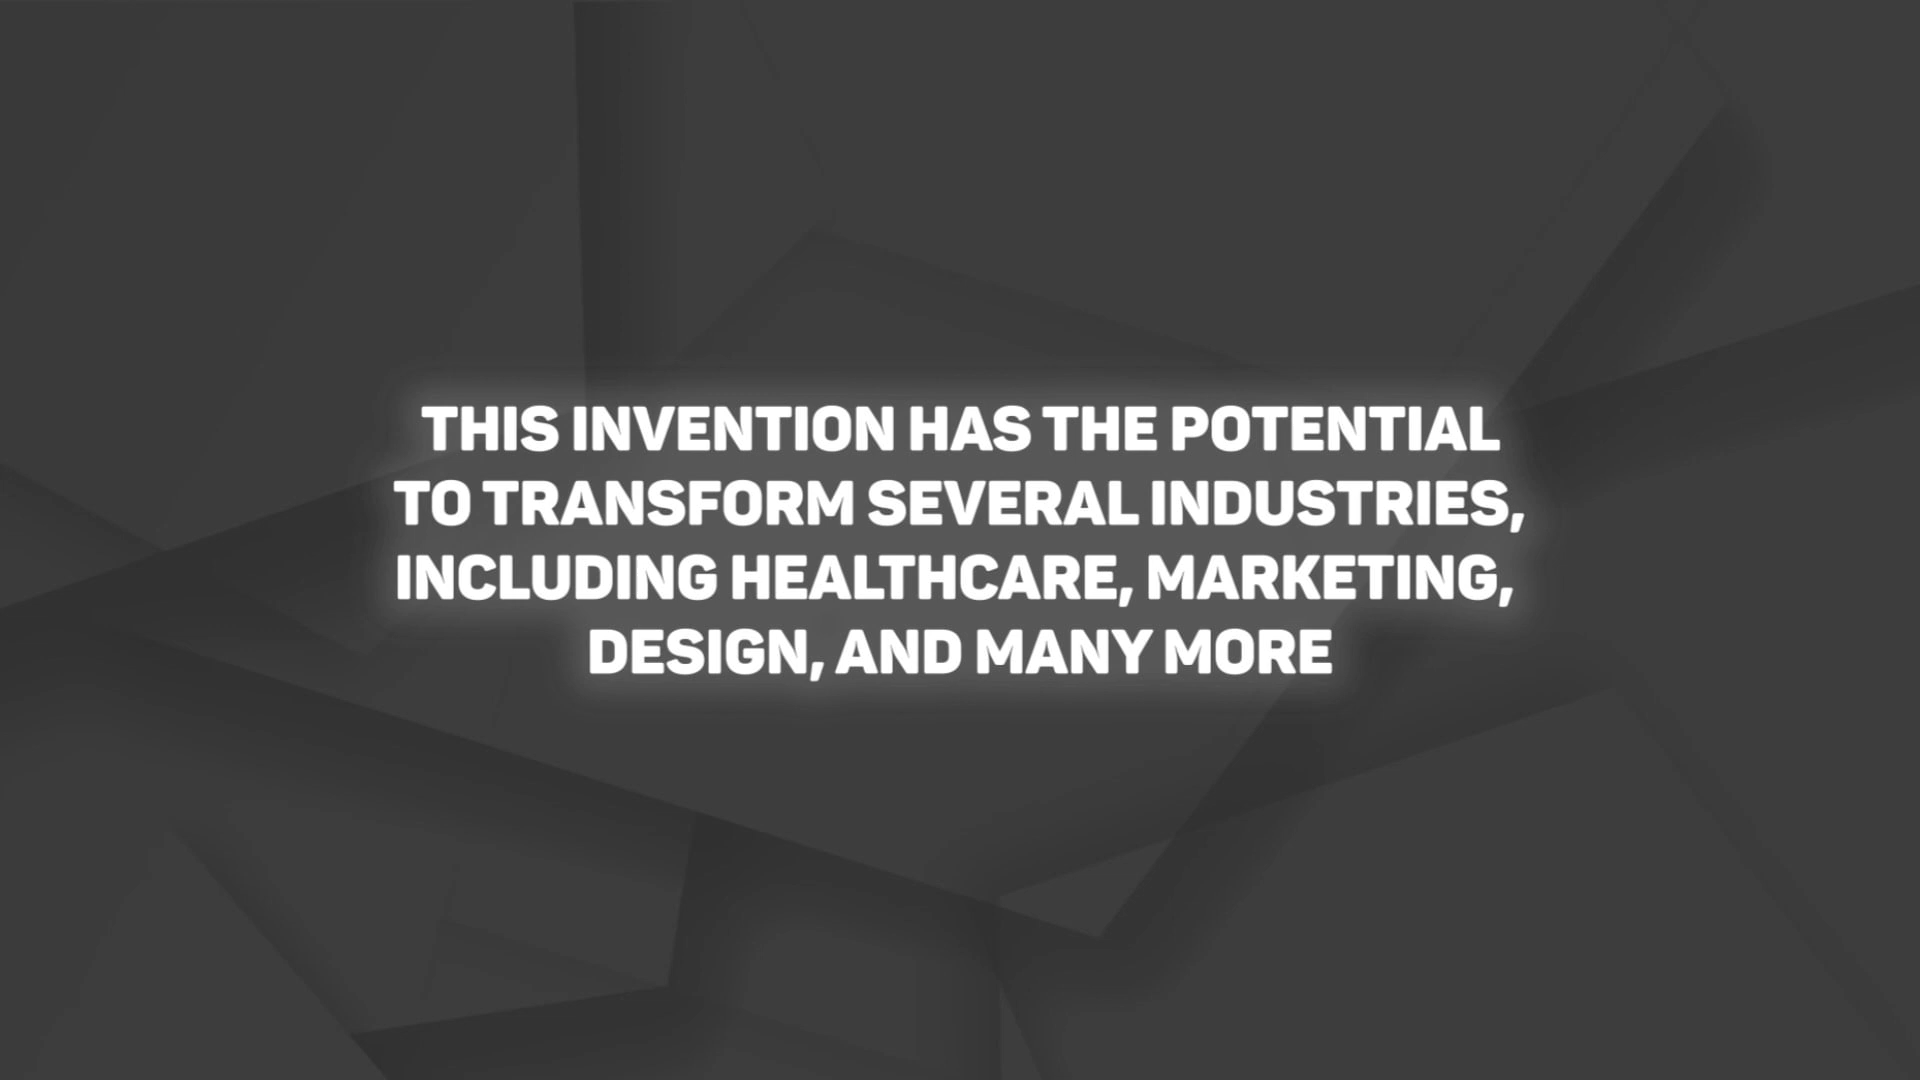 THIS INVENTION HAS THE POTENTIAL
TO TRANSFORM SEVERAL INDUSTRIES,
INCLUDING HEALTHCARE, MARKETING,
DESIGN, AND MANY MORE